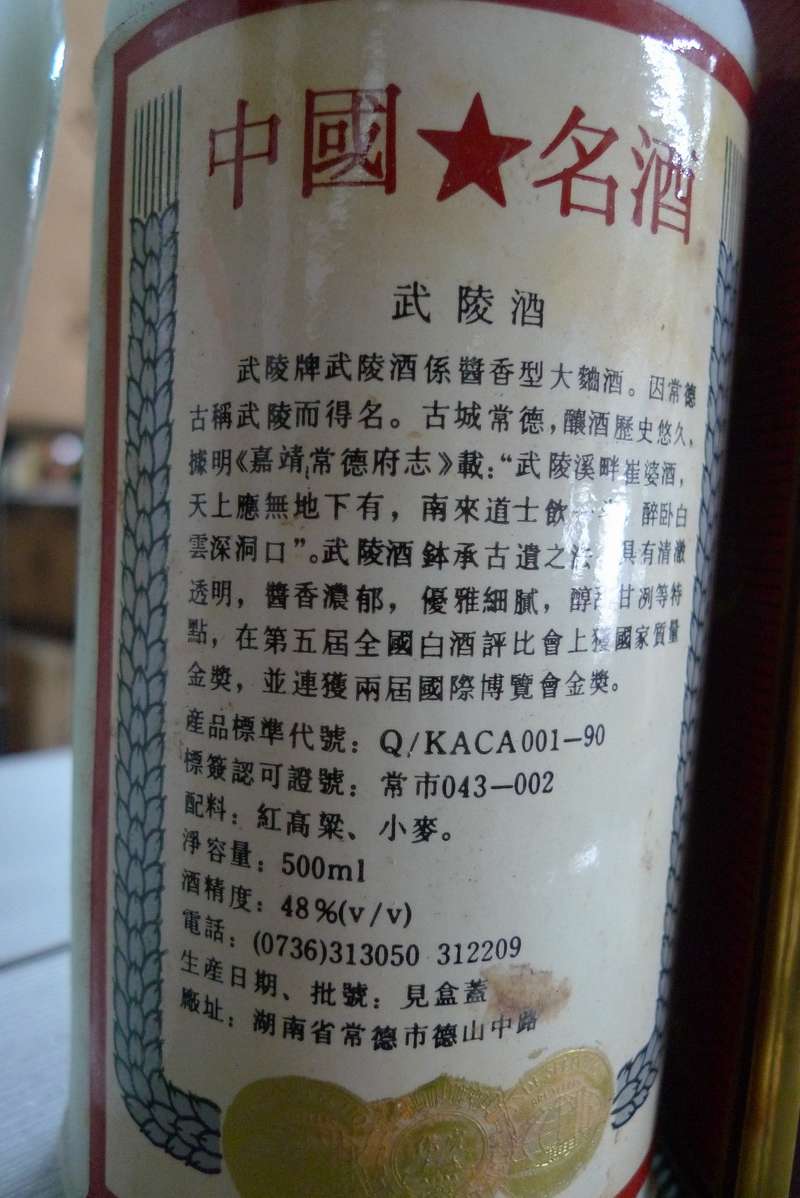 中國★名酒
武陵酒
武陵牌武陵酒係醬香型大麯酒。因常德
古稱武陵而得名。古城常德，釀酒歷史悠久、
據明《嘉靖常德府志》載：“武陵溪畔崔婆酒，
天上應無地下有，南來道士飲一 醉卧白
雲深洞口”。武陵酒鉢承古遺之法 具有清澈
透明，醬香濃郁，優雅細膩，醇 甘洌等特
點，在第五屆全國白酒評比會上獲國家質量
金獎，並連獲兩屆國際博覽會金獎。
産品標準代號：Q/KACA001—90
標簽認可證號：常市043—002
配料：紅高粱、小麥。
淨容量：500ml
酒精度：48%(v/v)
電話：(0736)313050 312209
生産日期、批號：見盒蓋
廠址：湖南省常德市德山中路